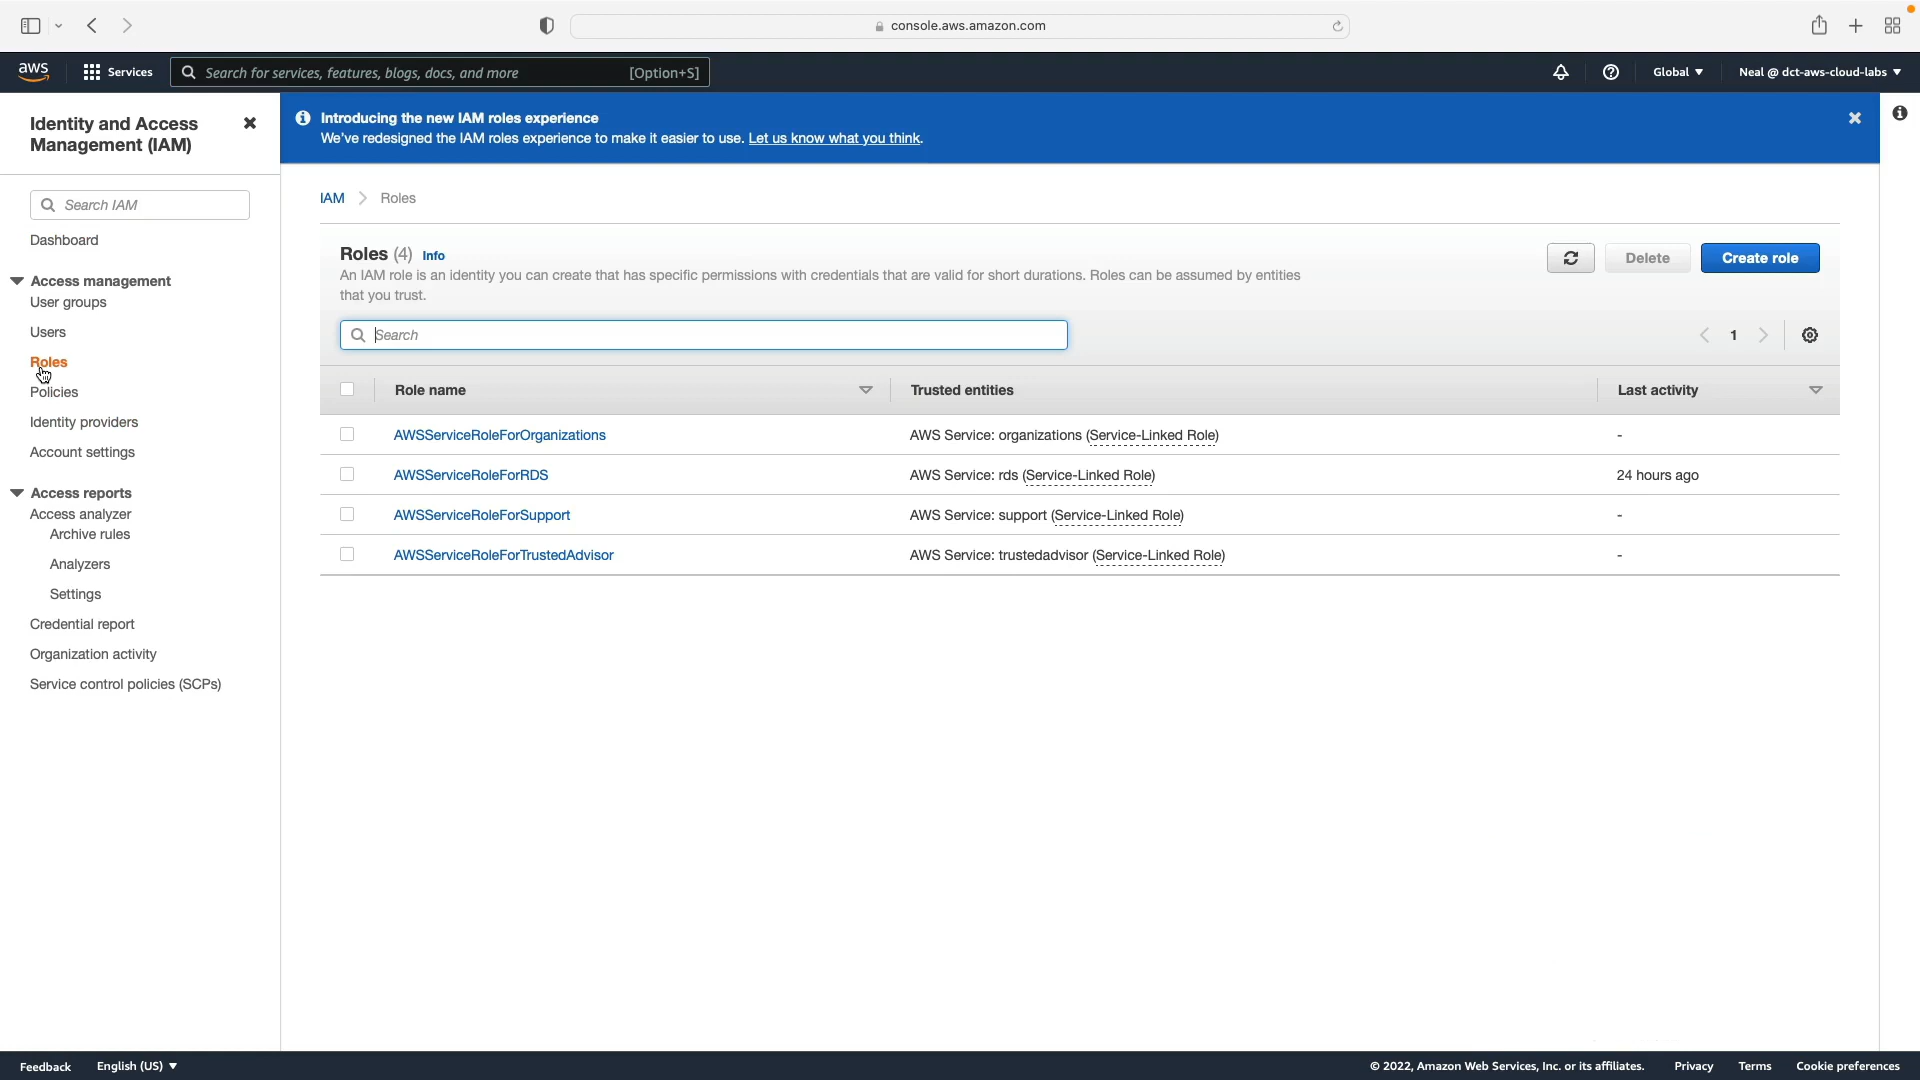 console.aws.amazon.com
aws
Services
Search for services, features, blogs, docs, and more [Option+S]
Global
Neal @ dct-aws-cloud-labs
Identity and Access
Management (IAM)
Search IAM
Dashboard
Access management
User groups
Users
Roles
Policies
Identity providers
Account settings
Access reports
Access analyzer
Archive rules
Analyzers
Settings
Credential report
Organization activity
Service control policies (SCPs)
Introducing the new IAM roles experience
We've redesigned the IAM roles experience to make it easier to use. Let us know what you think.
IAM Roles
Roles (4) Info
An IAM role is an identity you can create that has specific permissions with credentials that are valid for short durations. Roles can be assumed by entities
that you trust.
Delete
Create role
Search
1
Role name Trusted entities Last activity
AWSServiceRoleForOrganizations AWS Service: organizations (Service-Linked Role) -
AWSServiceRoleForRDS AWS Service: rds (Service-Linked Role) 24 hours ago
AWSServiceRoleForSupport AWS Service: support (Service-Linked Role) -
AWSServiceRoleForTrustedAdvisor AWS Service: trustedadvisor (Service-Linked Role) -
Feedback English (US) © 2022, Amazon Web Services, Inc. or its affiliates. Privacy Terms Cookie preferences